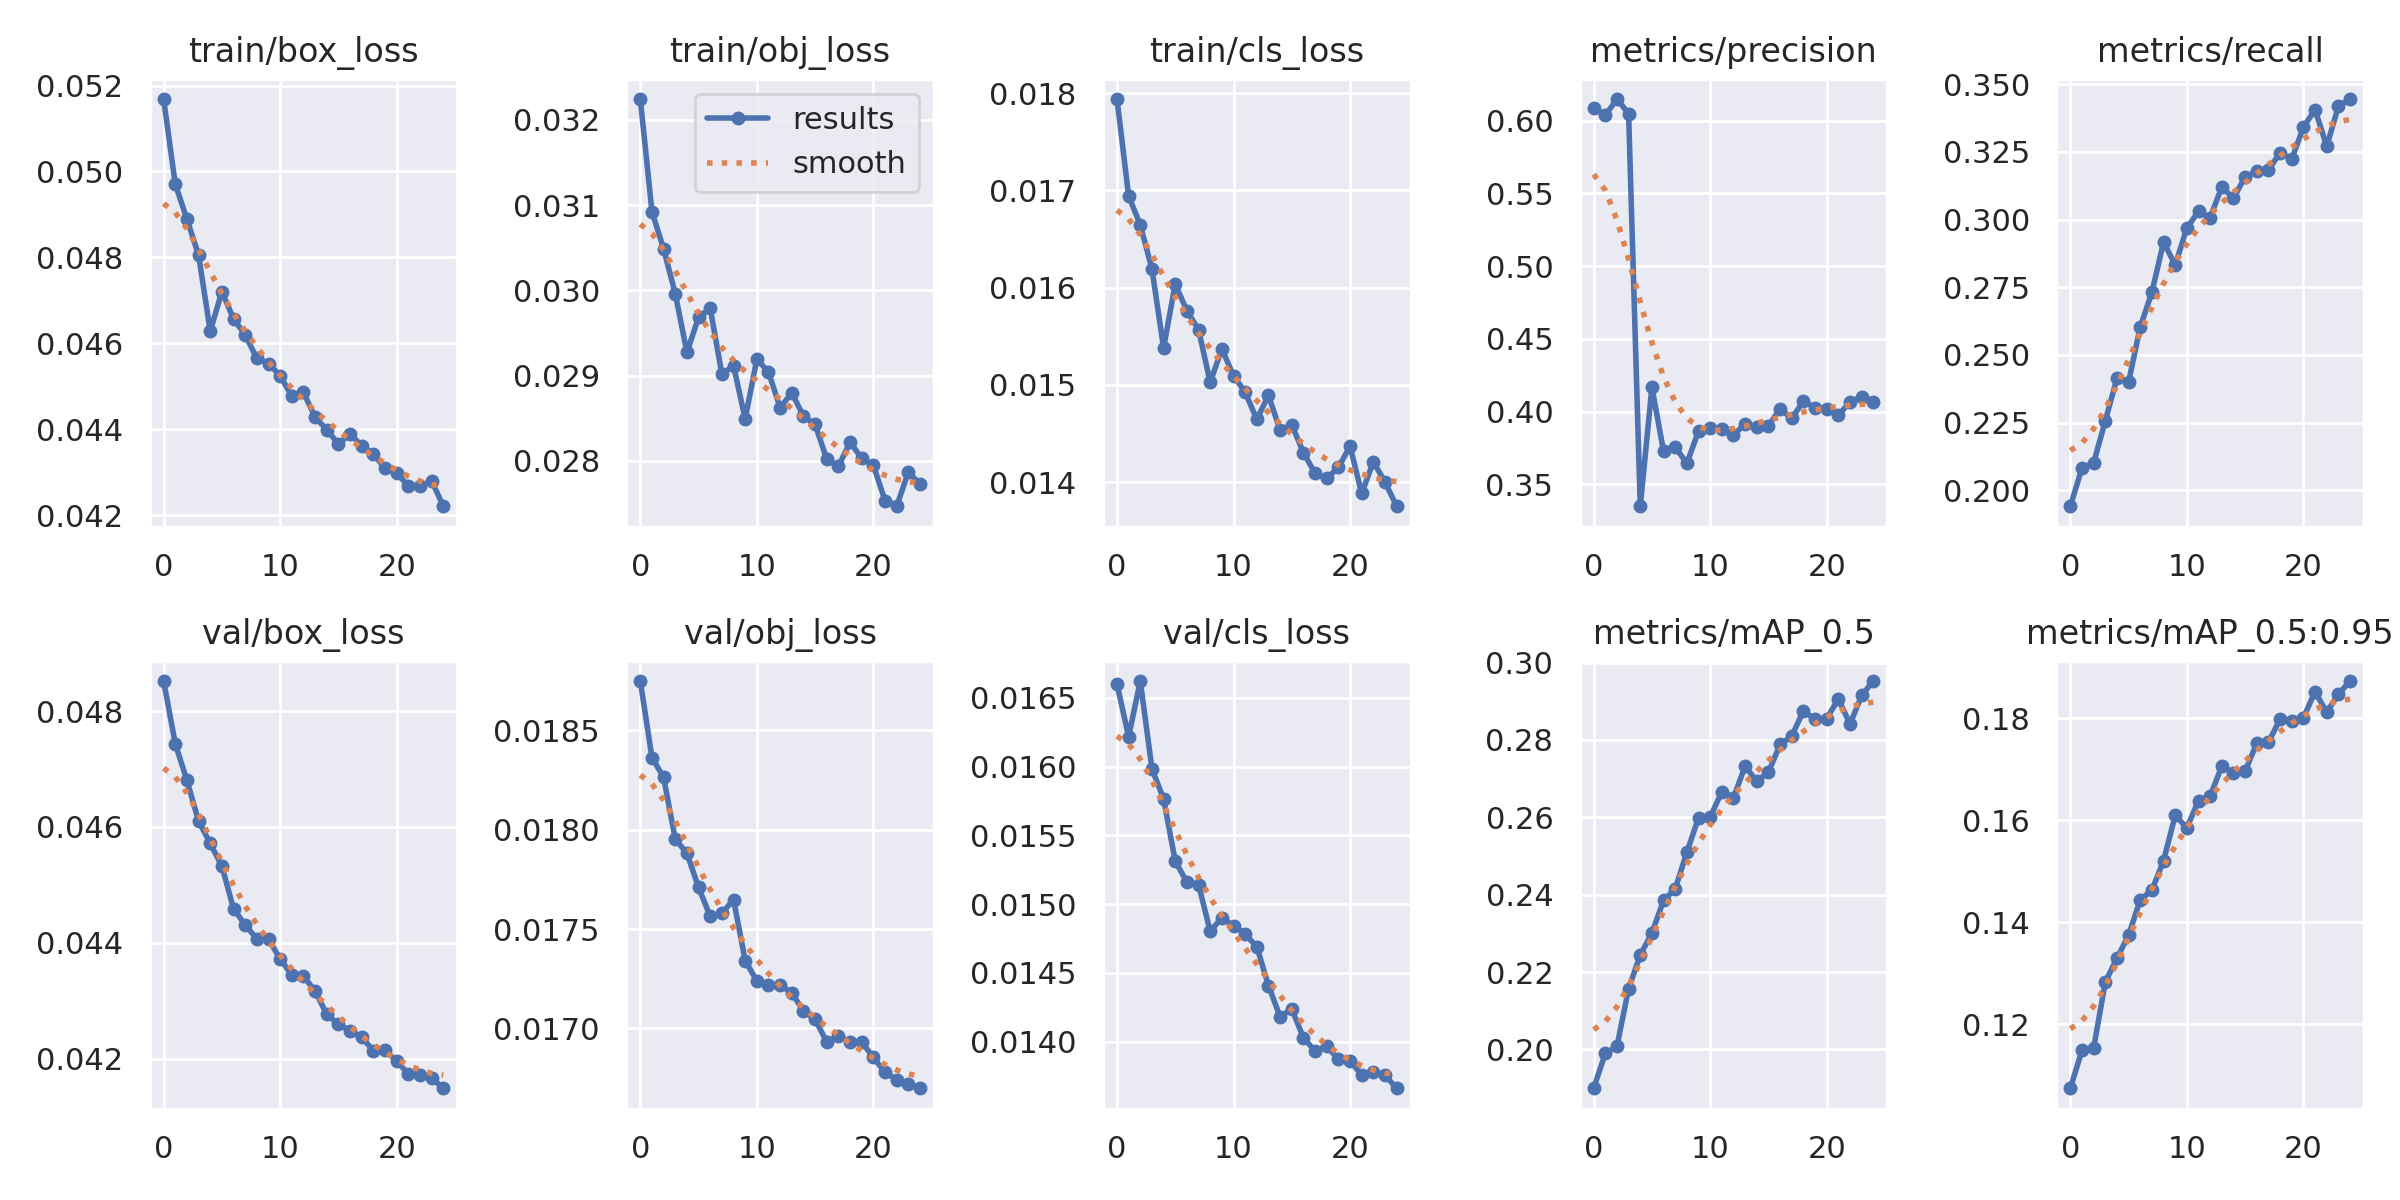 train/box_loss
0.052
0.050
0.048
0.046
0.044
0.042
0 10 20
train/obj_loss
results
smooth
0.032
0.031
0.030
0.029
0.028
0 10 20
train/cls_loss
0.018
0.017
0.016
0.015
0.014
0 10 20
metrics/precision
0.60
0.55
0.50
0.45
0.40
0.35
0 10 20
metrics/recall
0.350
0.325
0.300
0.275
0.250
0.225
0.200
0 10 20
val/box_loss
0.048
0.046
0.044
0.042
0 10 20
val/obj_loss
0.0185
0.0180
0.0175
0.0170
0 10 20
val/cls_loss
0.0165
0.0160
0.0155
0.0150
0.0145
0.0140
0 10 20
metrics/mAP_0.5
0.30
0.28
0.26
0.24
0.22
0.20
0 10 20
metrics/mAP_0.5:0.95
0.18
0.16
0.14
0.12
0 10 20